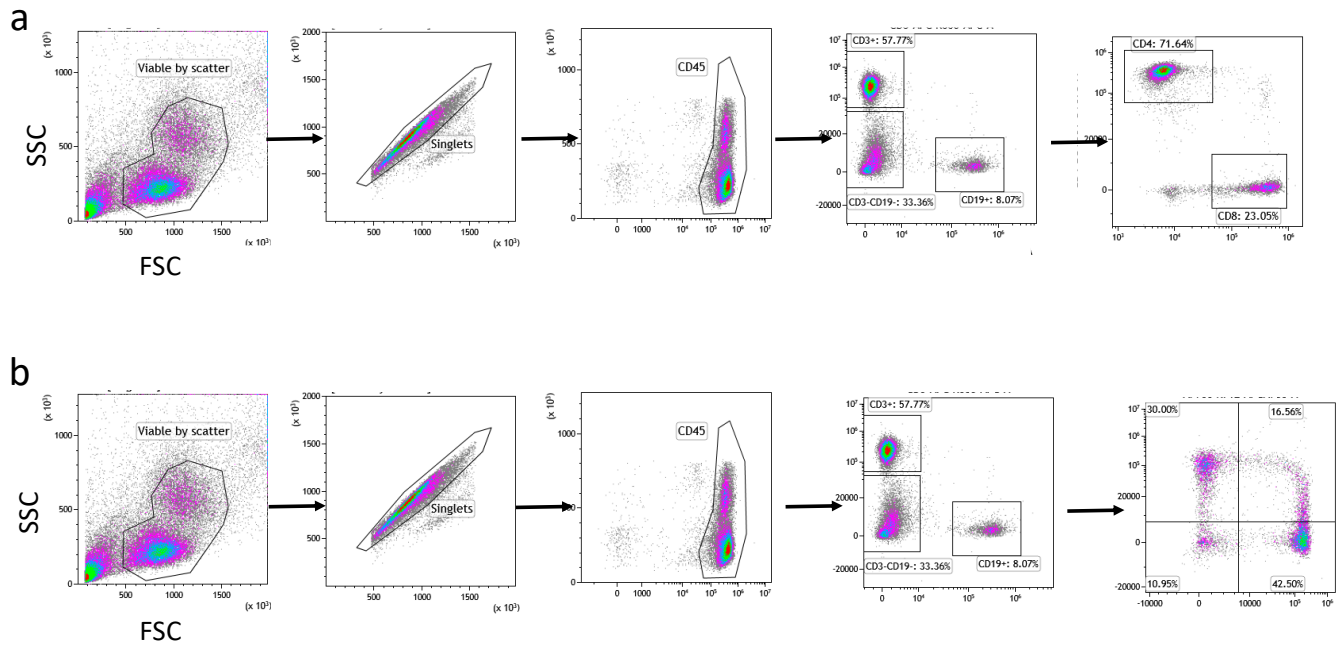 a
SSC
(x 103)
1000
500
0
Viable by scatter
500
1000
1500
2000
(x 103)
FSC
(x 10³)
2000
1500
1000
500
Singlets
500
1000
1500
(x 10³)
(x 10³)
1000
500
0
CD45
0
10³
10⁴
10⁵
10⁶
10⁷
CD3+: 57.77%
10⁷
10⁶
10⁵
20000
0
-20000
CD3-CD19-: 33.36%
CD19+: 8.07%
0
10⁴
10⁵
10⁶
CD4: 71.64%
10⁶
10⁵
20000
0
CD8: 23.05%
10³
10⁴
10⁵
10⁶
b
SSC
(x 10³)
1000
500
0
Viable by scatter
500
1000
1500
2000
(x 10³)
FSC
(x 10³)
2000
1500
1000
500
Singlets
500
1000
1500
(x 10³)
(x 10³)
1000
500
0
CD45
0
10³
10⁴
10⁵
10⁶
10⁷
CD3+: 57.77%
10⁷
10⁶
10⁵
20000
0
-20000
CD3-CD19-: 33.36%
CD19+: 8.07%
0
10⁴
10⁵
10⁶
30.00%
16.56%
10⁷
10⁶
10⁵
20000
0
-20000
10.95%
42.50%
-10000
0
10000
10⁵
10⁶